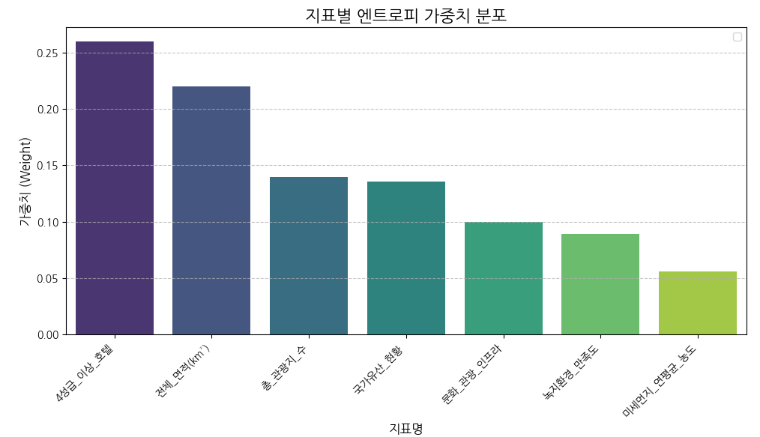 지표별 엔트로피 가중치 분포
0.25
0.20
0.15
0.10
0.05
0.00
가중치 (Weight)
4성급_이상_호텔
전체_면적(km²)
총_관광지_수
국가유산_현황
문화_관광_인프라
녹지환경_만족도
미세먼지_연평균_농도
지표명